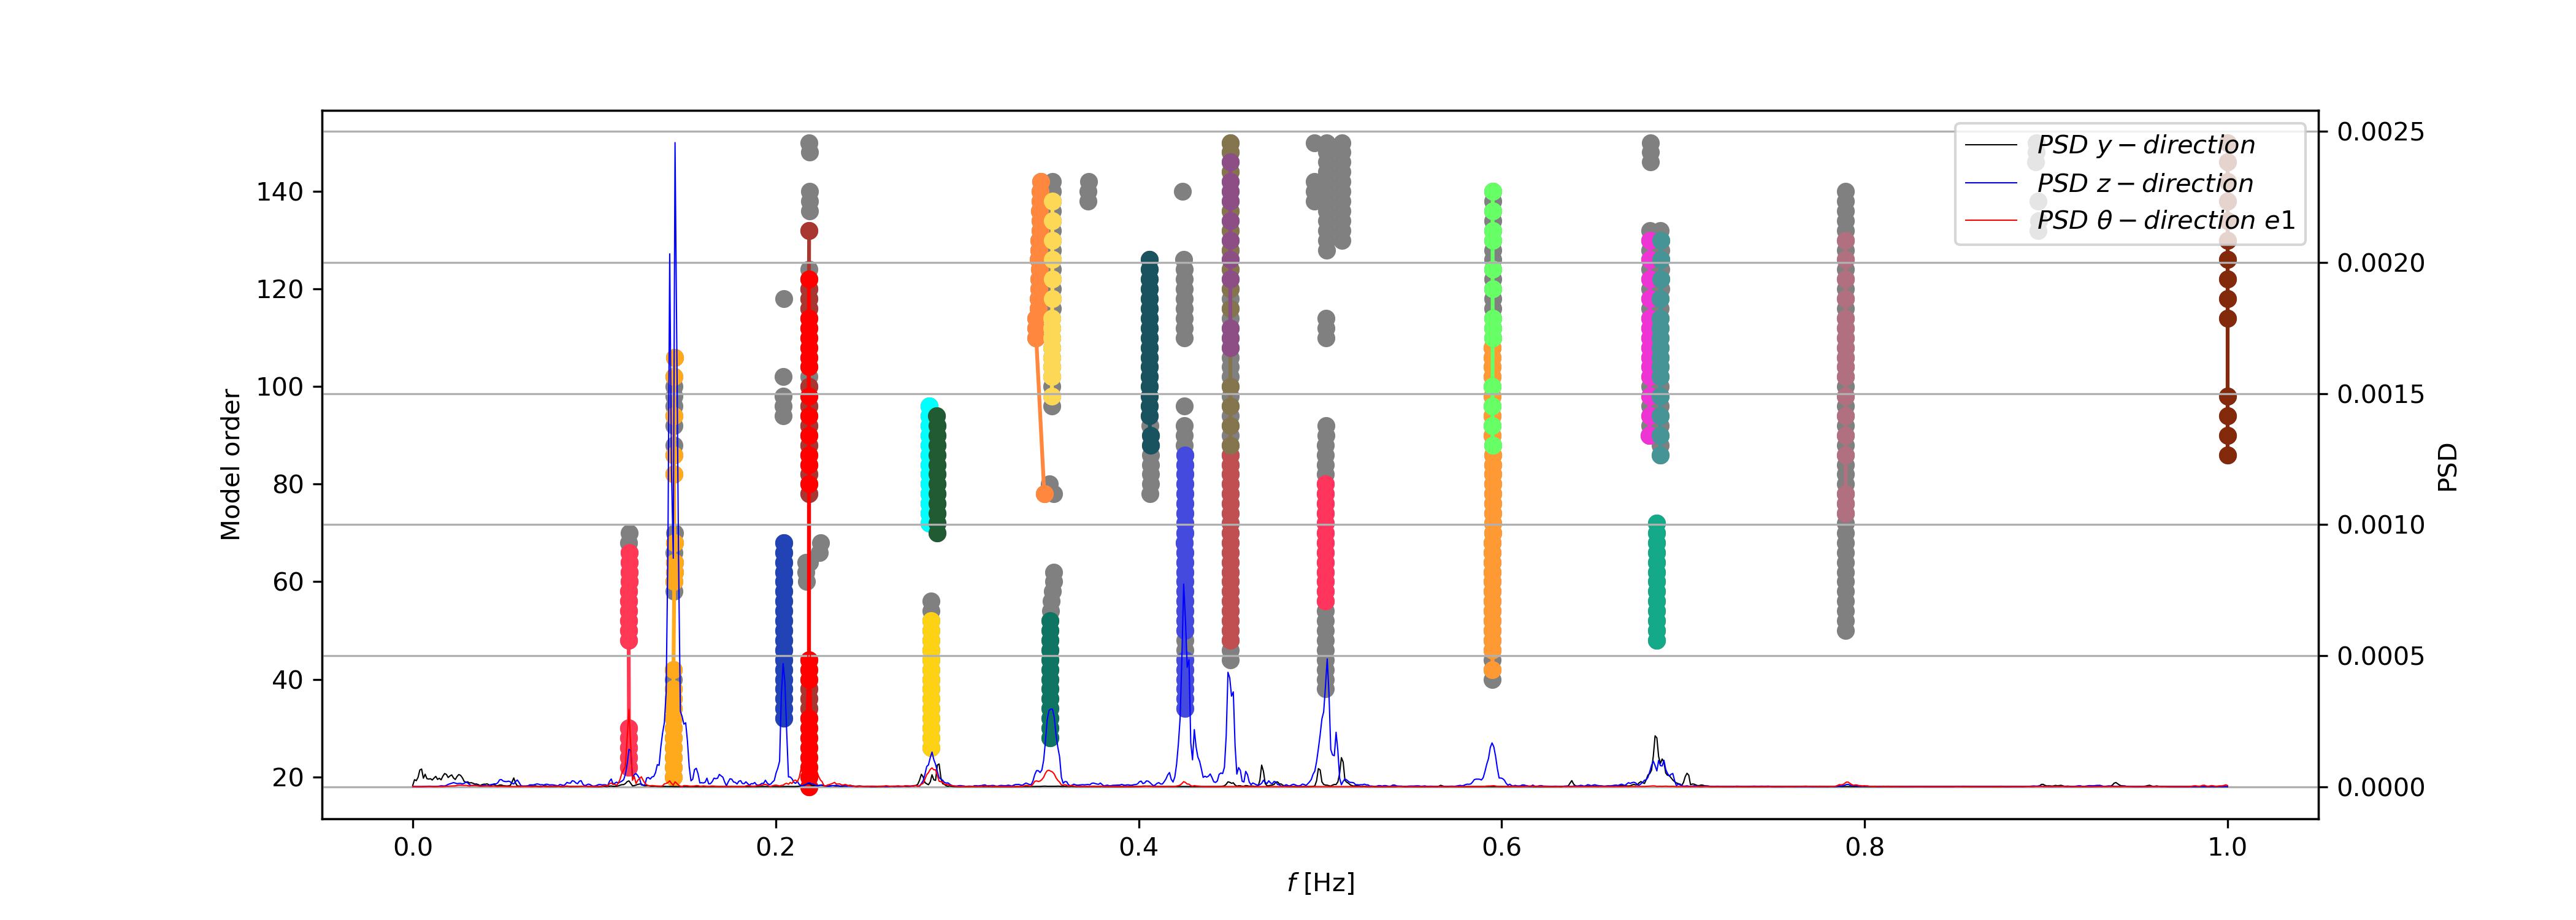 PSD y − direction
PSD z − direction
PSD θ − direction e1
Model order
140
120
100
80
60
40
20
0.0025
0.0020
0.0015
0.0010
0.0005
0.0000
PSD
0.0 0.2 0.4 0.6 0.8 1.0
f [Hz]